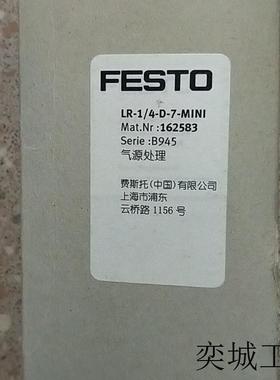 FESTO
LR-1/4-D-7-MINI
Mat.Nr :162583
Serie :B945
气源处理
费斯托(中国)有限公司
上海市浦东
云桥路 1156 号
奕城工